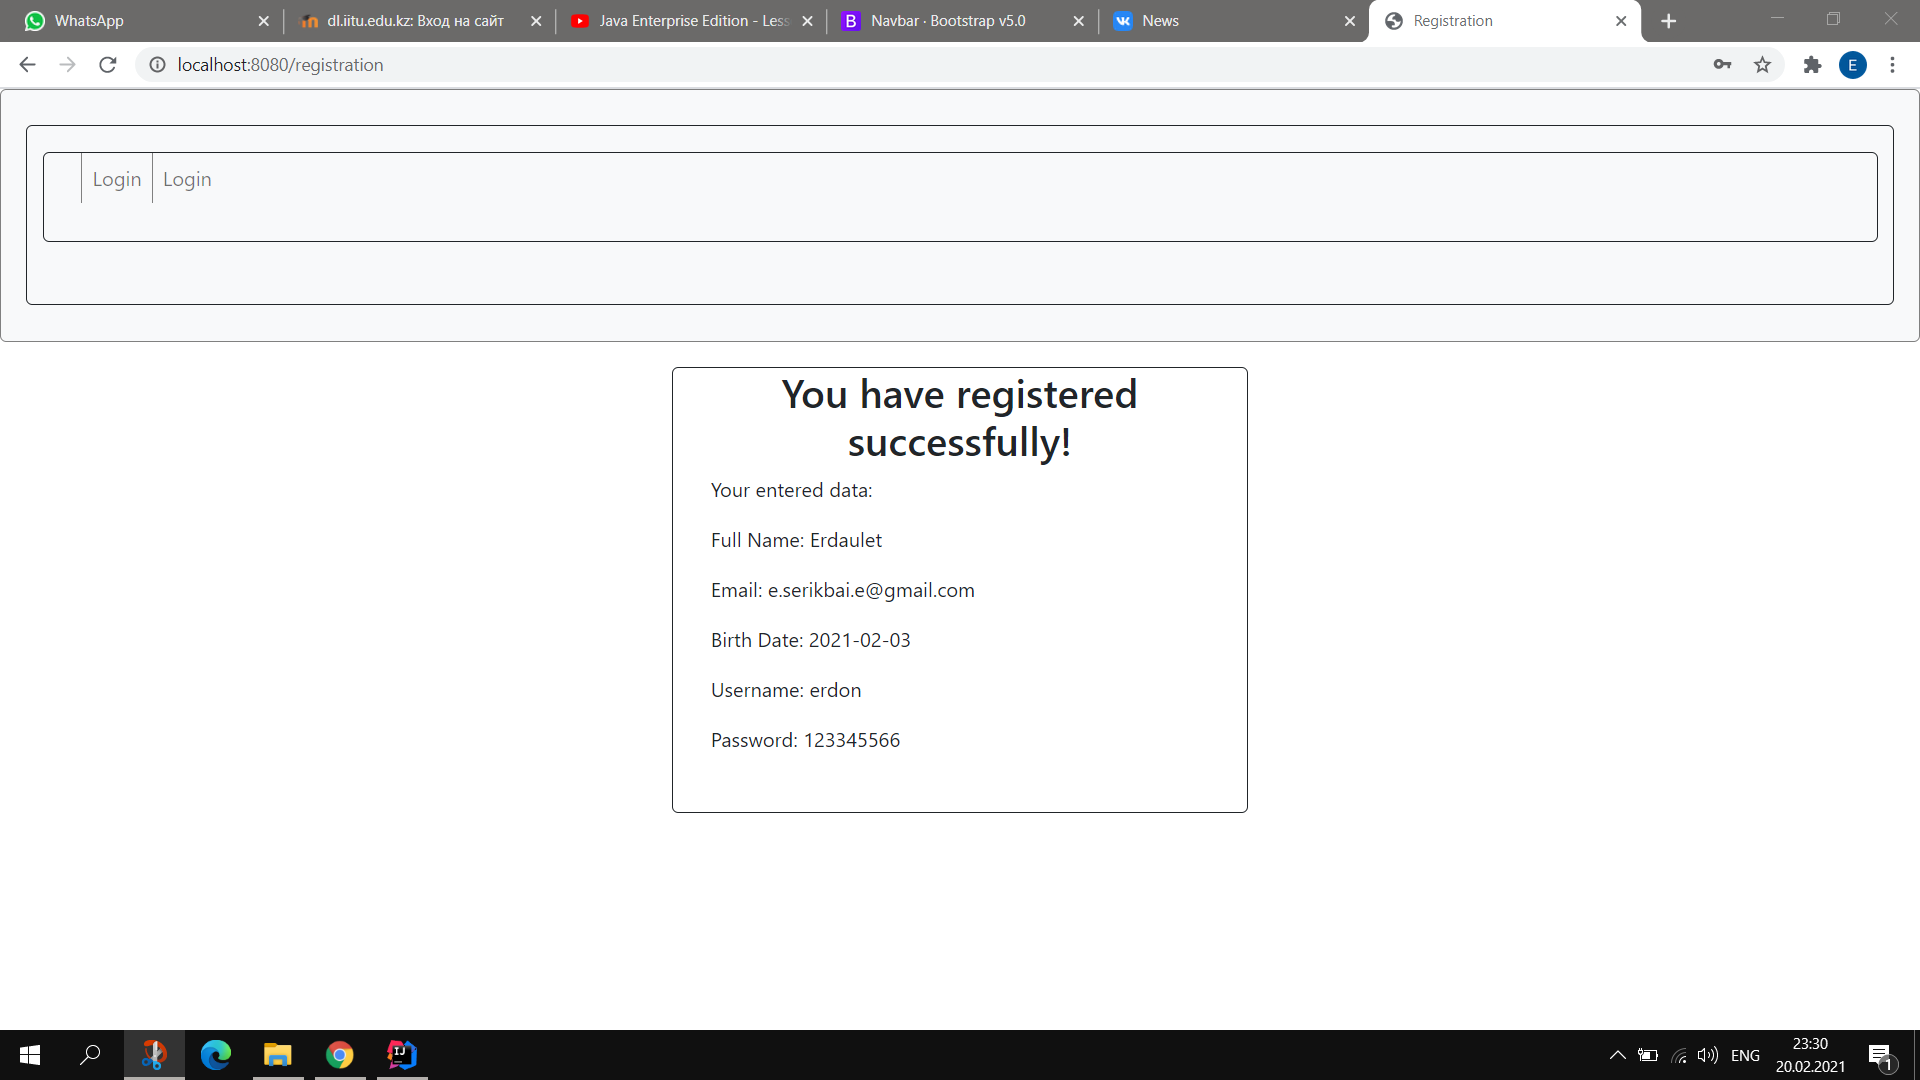 WhatsApp
dl.iitu.edu.kz: Вход на сайт
Java Enterprise Edition - Less
B Navbar · Bootstrap v5.0
News
Registration
localhost:8080/registration
E
Login Login
You have registered
successfully!
Your entered data:
Full Name: Erdaulet
Email: e.serikbai.e@gmail.com
Birth Date: 2021-02-03
Username: erdon
Password: 123345566
IJ
ENG
23:30
20.02.2021
1